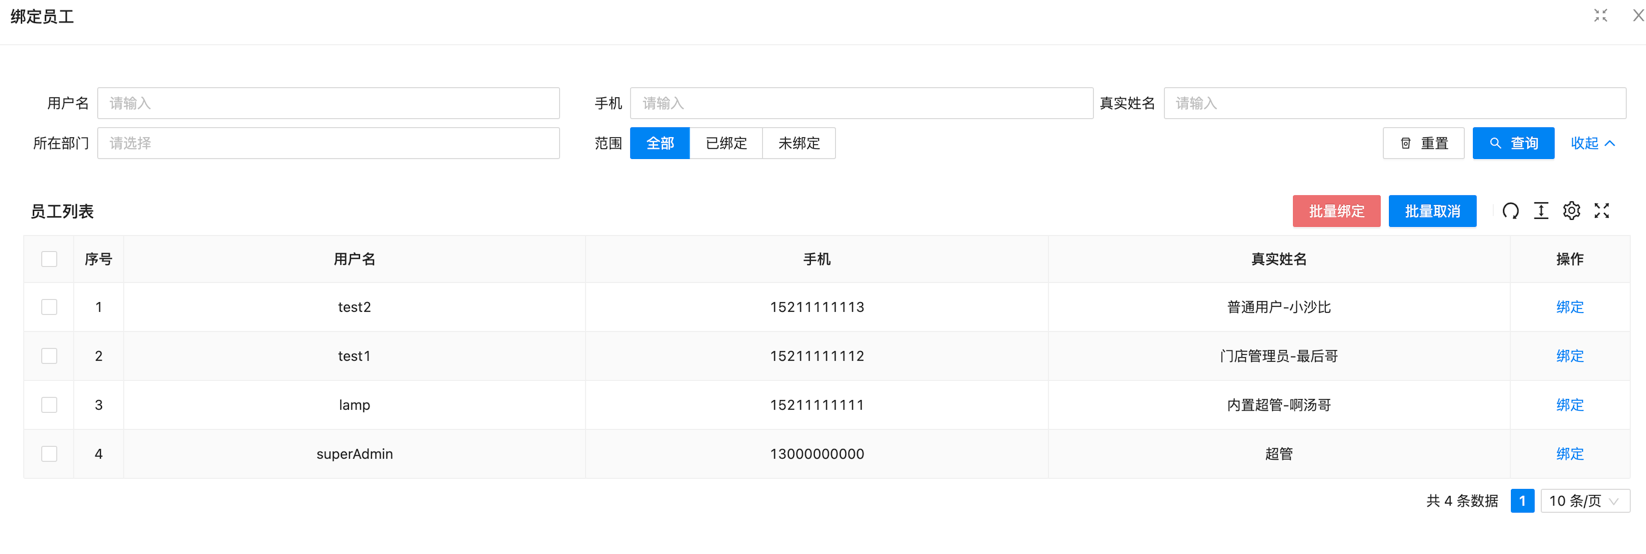 绑定员工
用户名 请输入 手机 请输入 真实姓名 请输入
所在部门 请选择 范围 全部 已绑定 未绑定 重置 查询 收起
员工列表 批量绑定 批量取消
序号 用户名 手机 真实姓名 操作
1 test2 15211111113 普通用户-小沙比 绑定
2 test1 15211111112 门店管理员-最后哥 绑定
3 lamp 15211111111 内置超管-啊汤哥 绑定
4 superAdmin 13000000000 超管 绑定
共 4 条数据 1 10 条/页